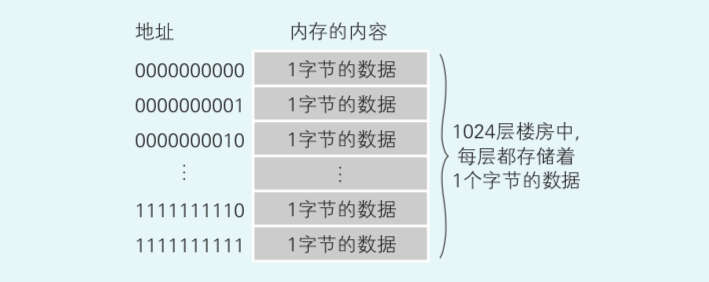 地址 内存的内容
0000000000 1字节的数据
0000000001 1字节的数据
0000000010 1字节的数据
⋮ ⋮
1111111110 1字节的数据
1111111111 1字节的数据
1024层楼房中,
每层都存储着
1个字节的数据